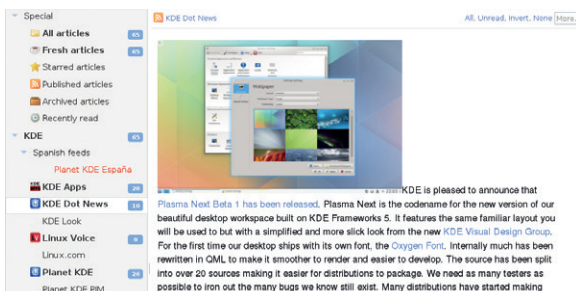 Special
All articles 65
Fresh articles 65
Starred articles
Published articles
Archived articles
Recently read
KDE 65
Spanish feeds
Planet KDE España
KDE Apps 20
KDE Dot News 10
KDE Look
Linux Voice 9
Linux.com
Planet KDE 26
Planet KDE PIM
KDE Dot News All, Unread, Invert, None More...
KDE is pleased to announce that
Plasma Next Beta 1 has been released. Plasma Next is the codename for the new version of our
beautiful desktop workspace built on KDE Frameworks 5. It features the same familiar layout you
will be used to but with a simplified and more slick look from the new KDE Visual Design Group.
For the first time our desktop ships with its own font, the Oxygen Font. Internally much has been
rewritten in QML to make it smoother to render and easier to develop. The source has been split
into over 20 sources making it easier for distributions to package. We need as many testers as
possible to iron out the many bugs we know still exist. Many distributions have started making